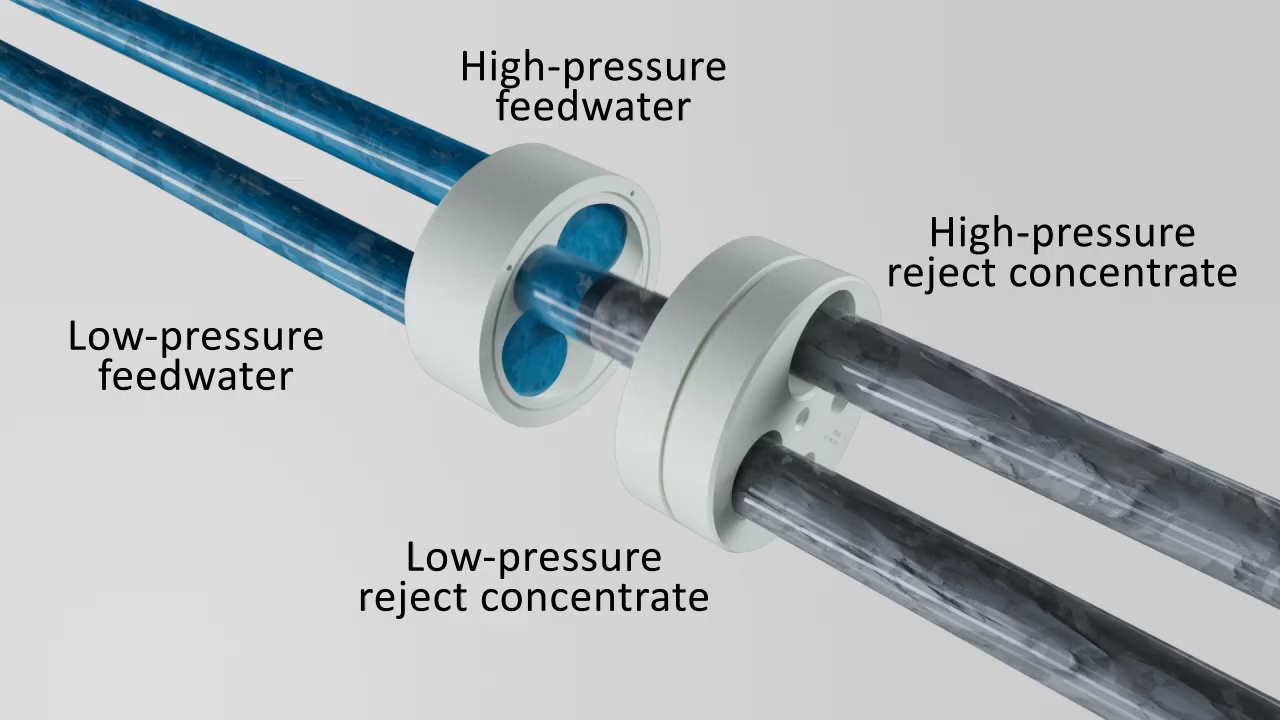 High-pressure
feedwater
High-pressure
reject concentrate
Low-pressure
feedwater
Low-pressure
reject concentrate